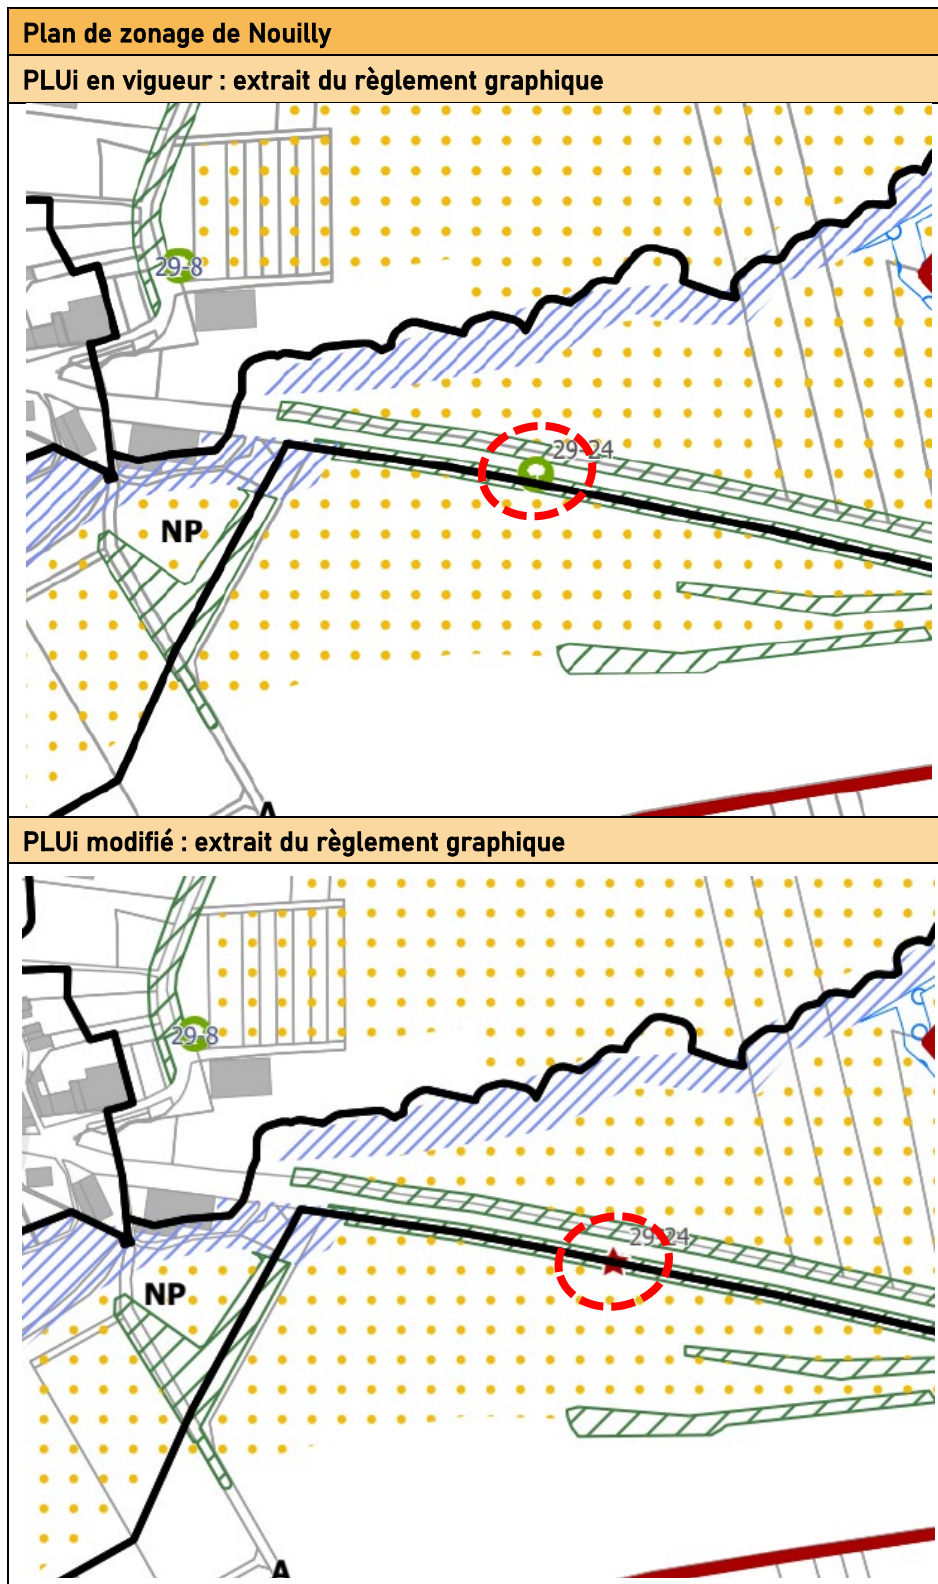 Plan de zonage de Nouilly
PLUi en vigueur : extrait du règlement graphique
29-8
29-24
NP
A
PLUi modifié : extrait du règlement graphique
29-8
29-24
NP
A